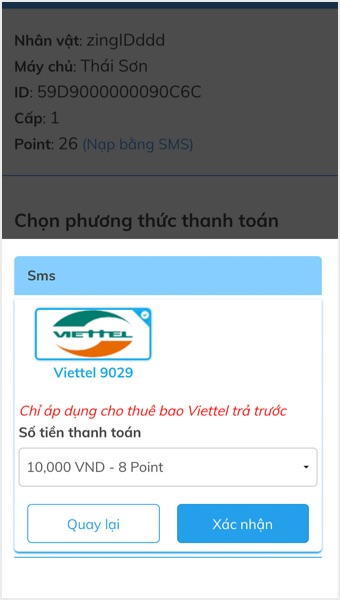 Nhân vật: zingIDddd
Máy chủ: Thái Sơn
ID: 59D9000000090C6C
Cấp: 1
Point: 26 (Nạp bằng SMS)
Chọn phương thức thanh toán
Sms
VIETTEL
Viettel 9029
Chỉ áp dụng cho thuê bao Viettel trả trước
Số tiền thanh toán
10,000 VND - 8 Point
Quay lại
Xác nhận